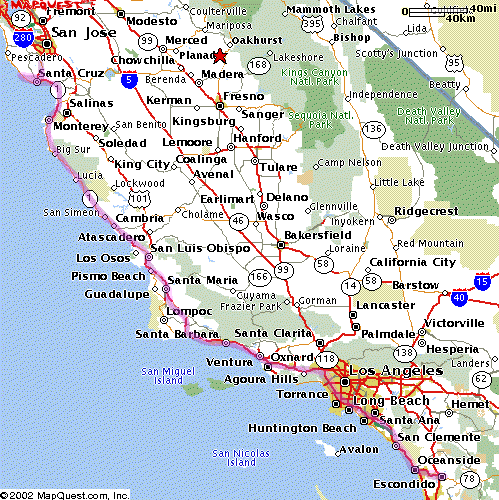 MAPQUEST
92
Fremont
280
San Jose
Pescadero
Modesto
99
Merced
Planada
Chowchilla
Coulterville
Mariposa
Oakhurst
Mammoth Lakes
395
Chalfant
Bishop
40mi
40km
Lida
Scotty's Junction
95
Beatty
Lakeshore
168
Kings Canyon
Natl. Park
Independence
Death Valley
Natl. Park
Death Valley Junction
Santa Cruz
1
5
Berenda
Madera
Fresno
Salinas
Kerman
Sanger
Monterey
San Benito
Kingsburg
Sequoia Natl.
Park
136
Soledad
Lemoore
Hanford
Big Sur
King City
Coalinga
Tulare
Camp Nelson
Lucia
Lockwood
Avenal
Little Lake
1
101
Earlimart
Delano
Glennville
San Simeon
Cambria
Cholame
46
Wasco
Inyokern
Ridgecrest
Atascadero
Bakersfield
Loraine
Red Mountain
Los Osos
San Luis Obispo
58
California City
Pismo Beach
99
166
14
58
Barstow
15
40
Guadalupe
Santa Maria
Cuyama
Gorman
Frazier Park
Lancaster
Lompoc
Palmdale
Victorville
Santa Barbara
Santa Clarita
Hesperia
138
Ventura
Oxnard
118
Landers
San Miguel
Island
Agoura Hills
Los Angeles
62
Torrance
Long Beach
Hemet
Huntington Beach
Santa Ana
San Clemente
San Nicolas
Island
Avalon
Oceanside
Escondido
78
©2002 MapQuest.com, Inc.